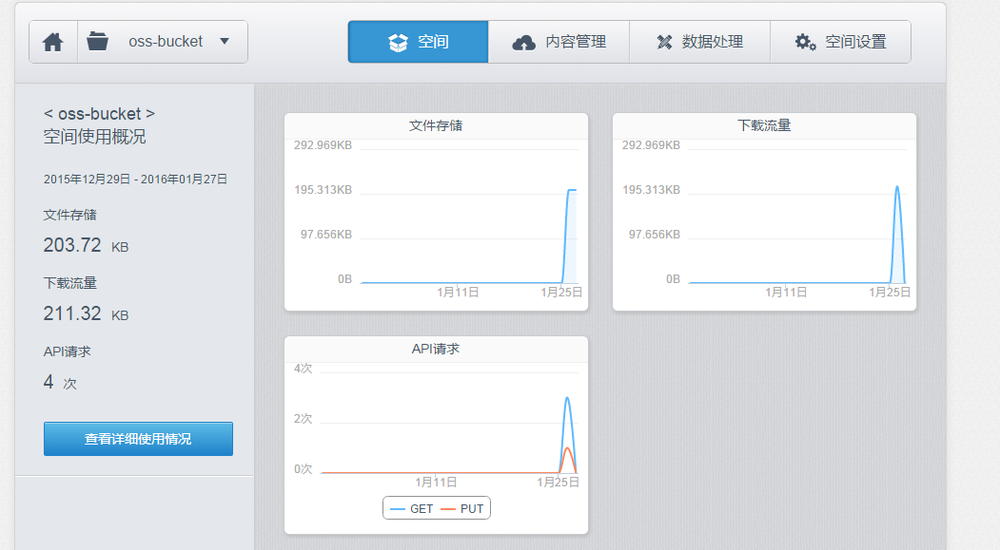 oss-bucket
空间
内容管理
数据处理
空间设置
< oss-bucket >
空间使用概况
2015年12月29日 - 2016年01月27日
文件存储
203.72 KB
下载流量
211.32 KB
API请求
4 次
查看详细使用情况
文件存储
292.969KB
195.313KB
97.656KB
0B
1月11日
1月25日
下载流量
292.969KB
195.313KB
97.656KB
0B
1月11日
1月25日
API请求
4次
2次
0次
1月11日
1月25日
GET
PUT